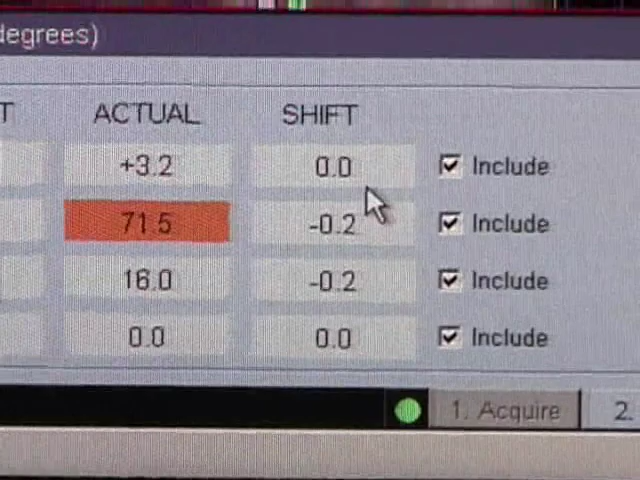 degrees)
T ACTUAL SHIFT
+3.2 0.0 Include
71.5 -0.2 Include
16.0 -0.2 Include
0.0 0.0 Include
1. Acquire 2.